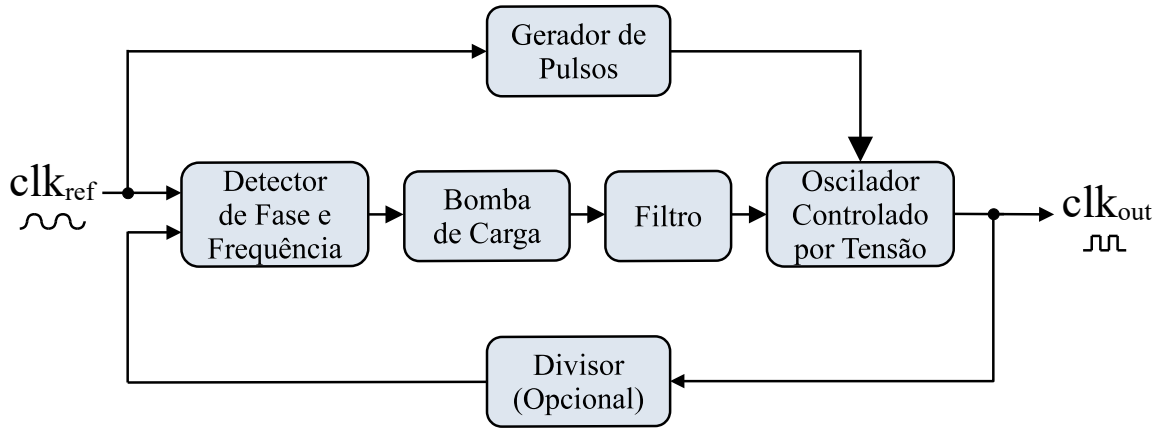 Gerador de
Pulsos
clkref
Detector
de Fase e
Frequência
Bomba
de Carga
Filtro
Oscilador
Controlado
por Tensão
clkout
Divisor
(Opcional)